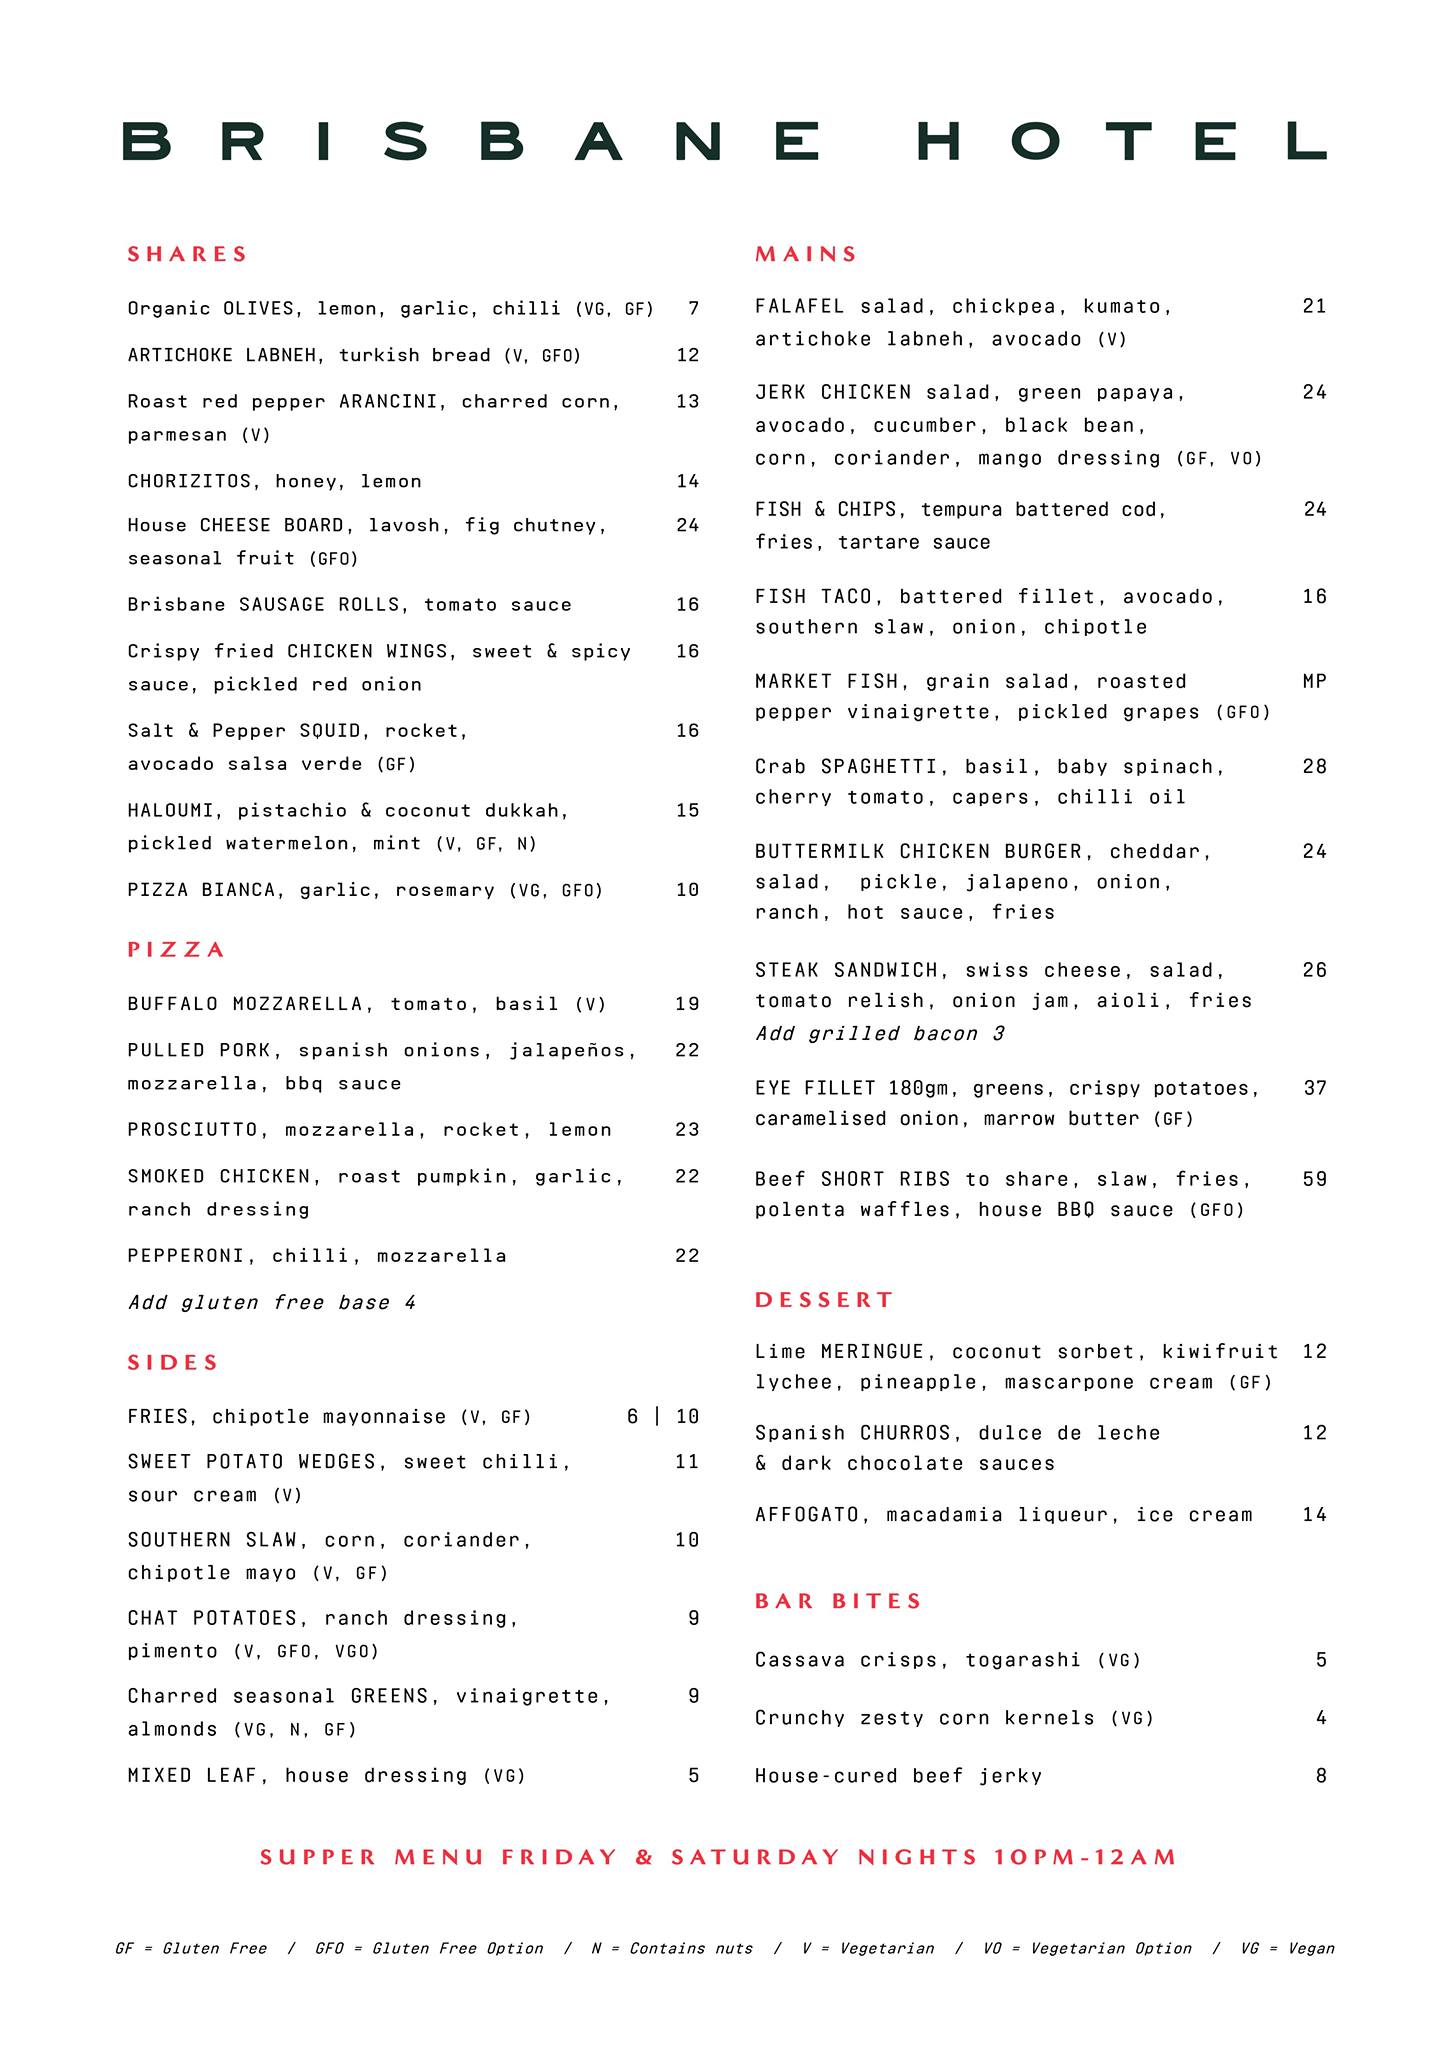 BRISBANE HOTEL
SHARES
Organic OLIVES, lemon, garlic, chilli (VG, GF) 7
ARTICHOKE LABNEH, turkish bread (V, GFO) 12
Roast red pepper ARANCINI, charred corn, 13
parmesan (V)
CHORIZITOS, honey, lemon 14
House CHEESE BOARD, lavosh, fig chutney, 24
seasonal fruit (GFO)
Brisbane SAUSAGE ROLLS, tomato sauce 16
Crispy fried CHICKEN WINGS, sweet & spicy 16
sauce, pickled red onion
Salt & Pepper SQUID, rocket, 16
avocado salsa verde (GF)
HALOUMI, pistachio & coconut dukkah, 15
pickled watermelon, mint (V, GF, N)
PIZZA BIANCA, garlic, rosemary (VG, GFO) 10
PIZZA
BUFFALO MOZZARELLA, tomato, basil (V) 19
PULLED PORK, spanish onions, jalapeños, 22
mozzarella, bbq sauce
PROSCIUTTO, mozzarella, rocket, lemon 23
SMOKED CHICKEN, roast pumpkin, garlic, 22
ranch dressing
PEPPERONI, chilli, mozzarella 22
Add gluten free base 4
SIDES
FRIES, chipotle mayonnaise (V, GF) 6 | 10
SWEET POTATO WEDGES, sweet chilli, 11
sour cream (V)
SOUTHERN SLAW, corn, coriander, 10
chipotle mayo (V, GF)
CHAT POTATOES, ranch dressing, 9
pimento (V, GFO, VGO)
Charred seasonal GREENS, vinaigrette, 9
almonds (VG, N, GF)
MIXED LEAF, house dressing (VG) 5
MAINS
FALAFEL salad, chickpea, kumato, 21
artichoke labneh, avocado (V)
JERK CHICKEN salad, green papaya, 24
avocado, cucumber, black bean,
corn, coriander, mango dressing (GF, VO)
FISH & CHIPS, tempura battered cod, 24
fries, tartare sauce
FISH TACO, battered fillet, avocado, 16
southern slaw, onion, chipotle
MARKET FISH, grain salad, roasted MP
pepper vinaigrette, pickled grapes (GFO)
Crab SPAGHETTI, basil, baby spinach, 28
cherry tomato, capers, chilli oil
BUTTERMILK CHICKEN BURGER, cheddar, 24
salad, pickle, jalapeno, onion,
ranch, hot sauce, fries
STEAK SANDWICH, swiss cheese, salad, 26
tomato relish, onion jam, aioli, fries
Add grilled bacon 3
EYE FILLET 180gm, greens, crispy potatoes, 37
caramelised onion, marrow butter (GF)
Beef SHORT RIBS to share, slaw, fries, 59
polenta waffles, house BBQ sauce (GFO)
DESSERT
Lime MERINGUE, coconut sorbet, kiwifruit 12
lychee, pineapple, mascarpone cream (GF)
Spanish CHURROS, dulce de leche 12
& dark chocolate sauces
AFFOGATO, macadamia liqueur, ice cream 14
BAR BITES
Cassava crisps, togarashi (VG) 5
Crunchy zesty corn kernels (VG) 4
House-cured beef jerky 8
SUPPER MENU FRIDAY & SATURDAY NIGHTS 10PM-12AM
GF = Gluten Free / GFO = Gluten Free Option / N = Contains nuts / V = Vegetarian / VO = Vegetarian Option / VG = Vegan